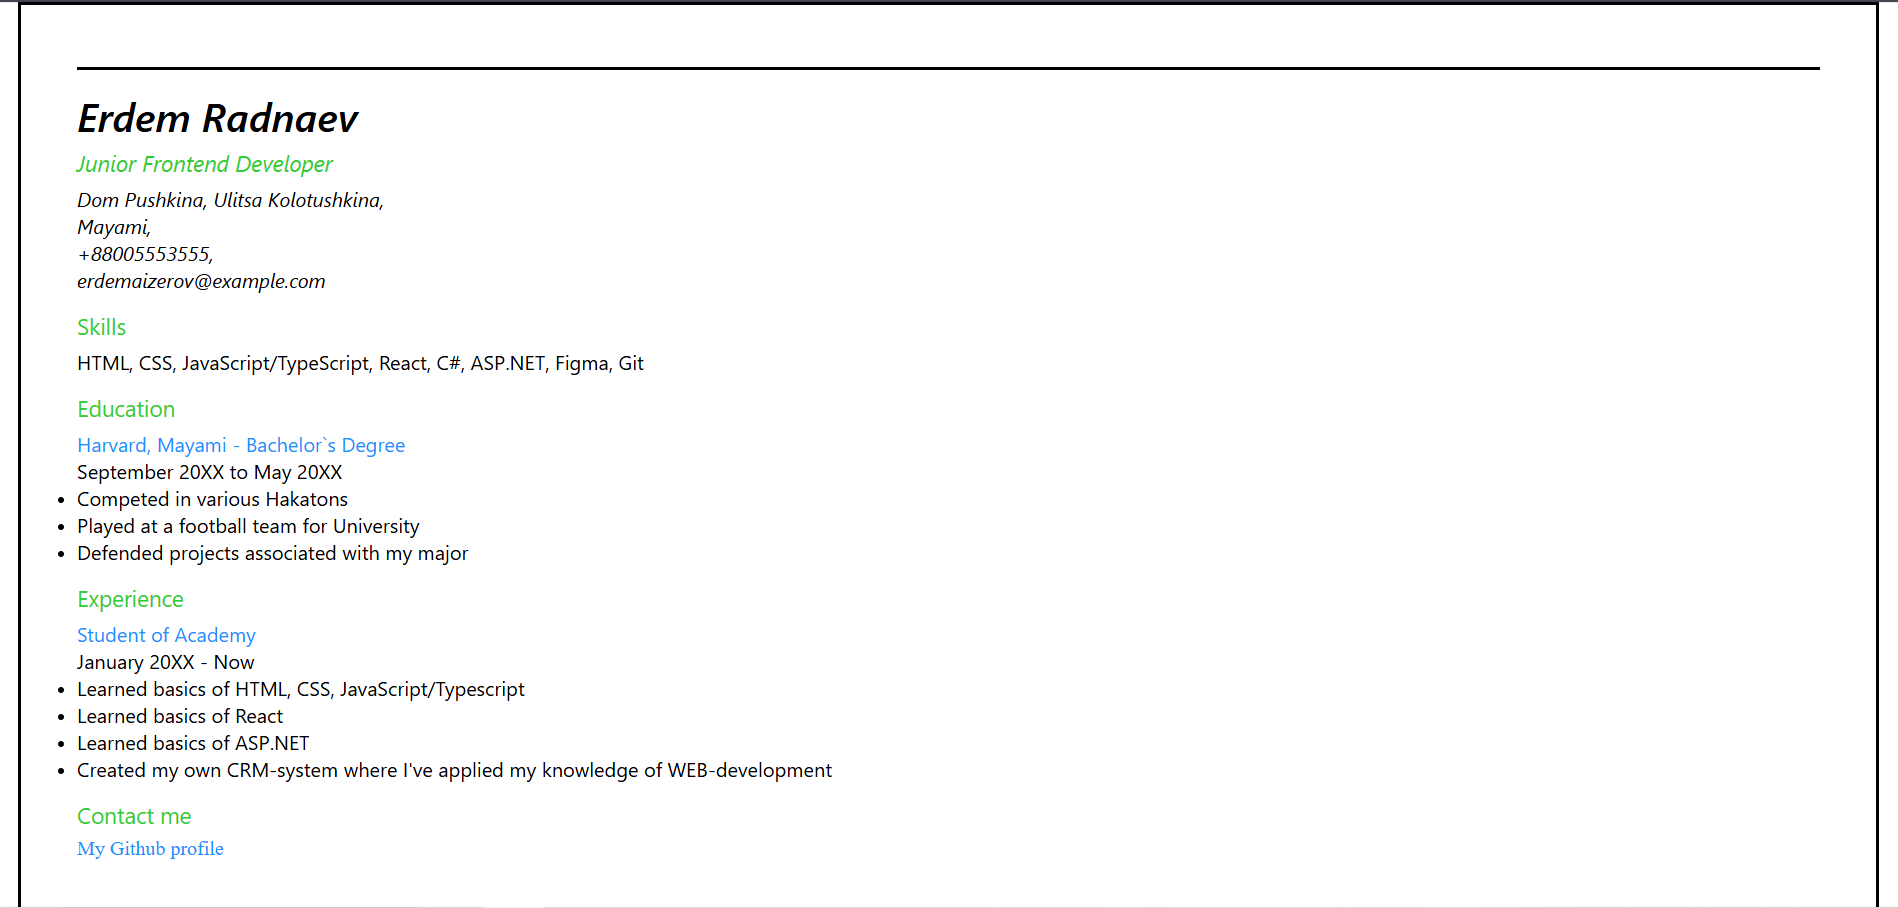 Erdem Radnaev
Junior Frontend Developer
Dom Pushkina, Ulitsa Kolotushkina,
Mayami,
+88005553555,
erdemaizerov@example.com
Skills
HTML, CSS, JavaScript/TypeScript, React, C#, ASP.NET, Figma, Git
Education
Harvard, Mayami - Bachelor`s Degree
September 20XX to May 20XX
• Competed in various Hakatons
• Played at a football team for University
• Defended projects associated with my major
Experience
Student of Academy
January 20XX - Now
• Learned basics of HTML, CSS, JavaScript/Typescript
• Learned basics of React
• Learned basics of ASP.NET
• Created my own CRM-system where I've applied my knowledge of WEB-development
Contact me
My Github profile